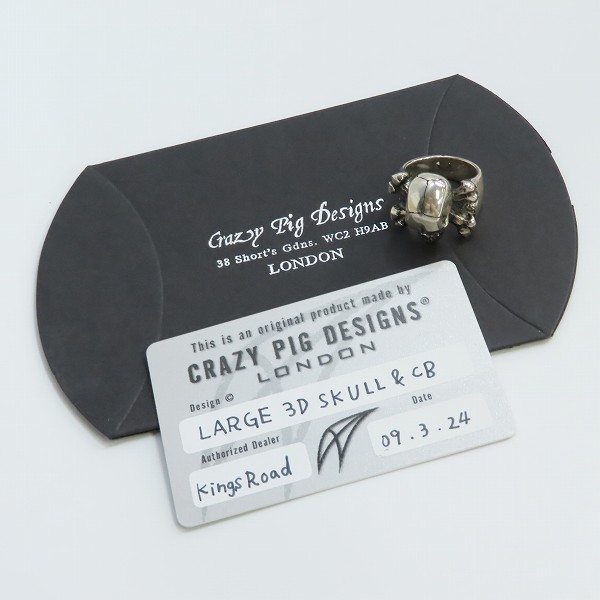 Crazy Pig Designs
38 Short's Gdns. WC2 H9AB
LONDON
This is an original product made by
CRAZY PIG DESIGNS®
LONDON
Design ©
LARGE 3D SKULL & CB
Authorized Dealer
Kings Road
Date
09.3.24